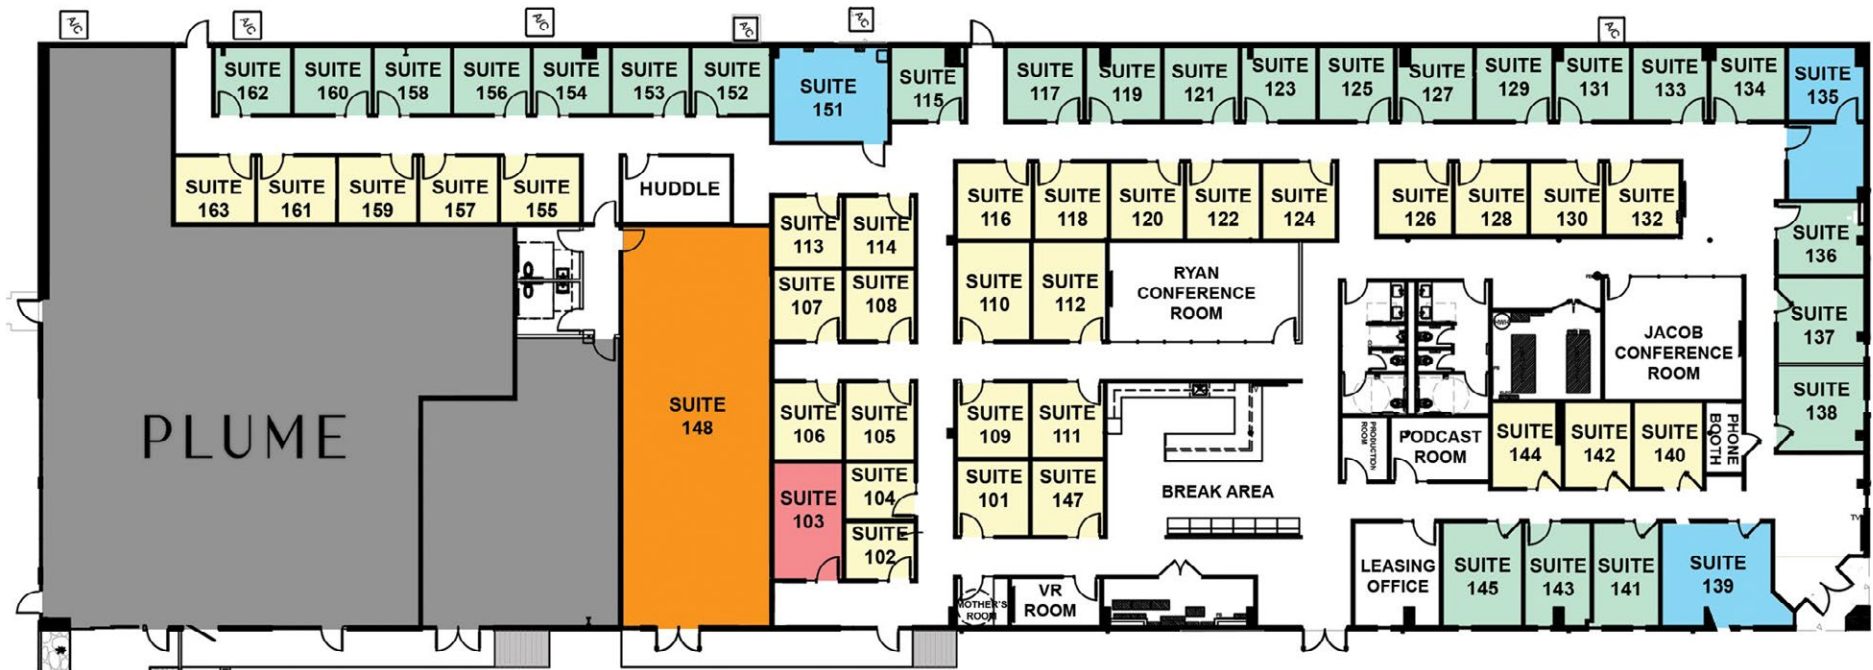 A/C
A/C
A/C
A/C
A/C
A/C
SUITE
162
SUITE
160
SUITE
158
SUITE
156
SUITE
154
SUITE
153
SUITE
152
SUITE
151
SUITE
115
SUITE
117
SUITE
119
SUITE
121
SUITE
123
SUITE
125
SUITE
127
SUITE
129
SUITE
131
SUITE
133
SUITE
134
SUITE
135
SUITE
163
SUITE
161
SUITE
159
SUITE
157
SUITE
155
HUDDLE
SUITE
113
SUITE
114
SUITE
116
SUITE
118
SUITE
120
SUITE
122
SUITE
124
SUITE
126
SUITE
128
SUITE
130
SUITE
132
SUITE
136
SUITE
107
SUITE
108
SUITE
110
SUITE
112
RYAN
CONFERENCE
ROOM
JACOB
CONFERENCE
ROOM
SUITE
137
PLUME
SUITE
148
SUITE
106
SUITE
105
SUITE
109
SUITE
111
SUITE
138
PRODUCTION
ROOM
PODCAST
ROOM
SUITE
144
SUITE
142
SUITE
140
PHONE
BOOTH
SUITE
103
SUITE
104
SUITE
101
SUITE
147
BREAK AREA
TV
SUITE
102
MOTHER'S
ROOM
VR
ROOM
LEASING
OFFICE
SUITE
145
SUITE
143
SUITE
141
SUITE
139